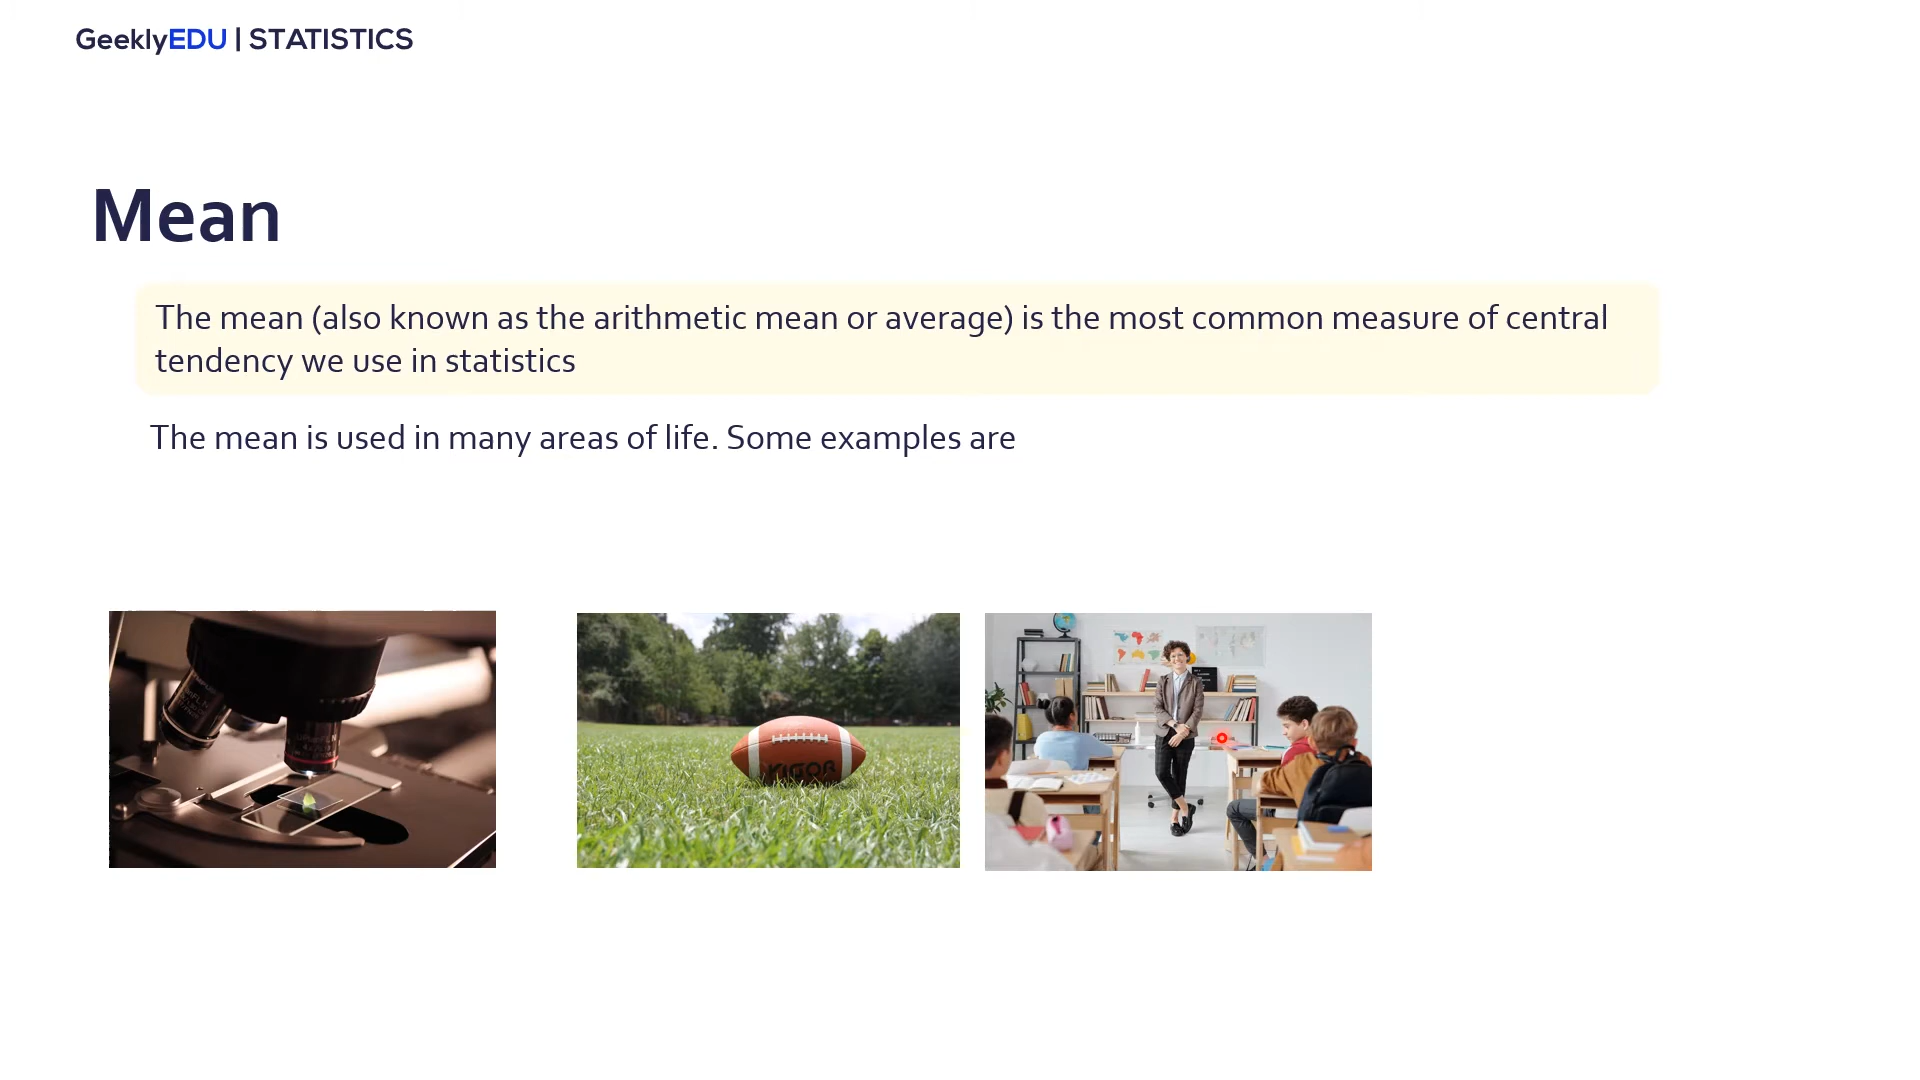 GeeklyEDU | STATISTICS
Mean
The mean (also known as the arithmetic mean or average) is the most common measure of central
tendency we use in statistics
The mean is used in many areas of life. Some examples are